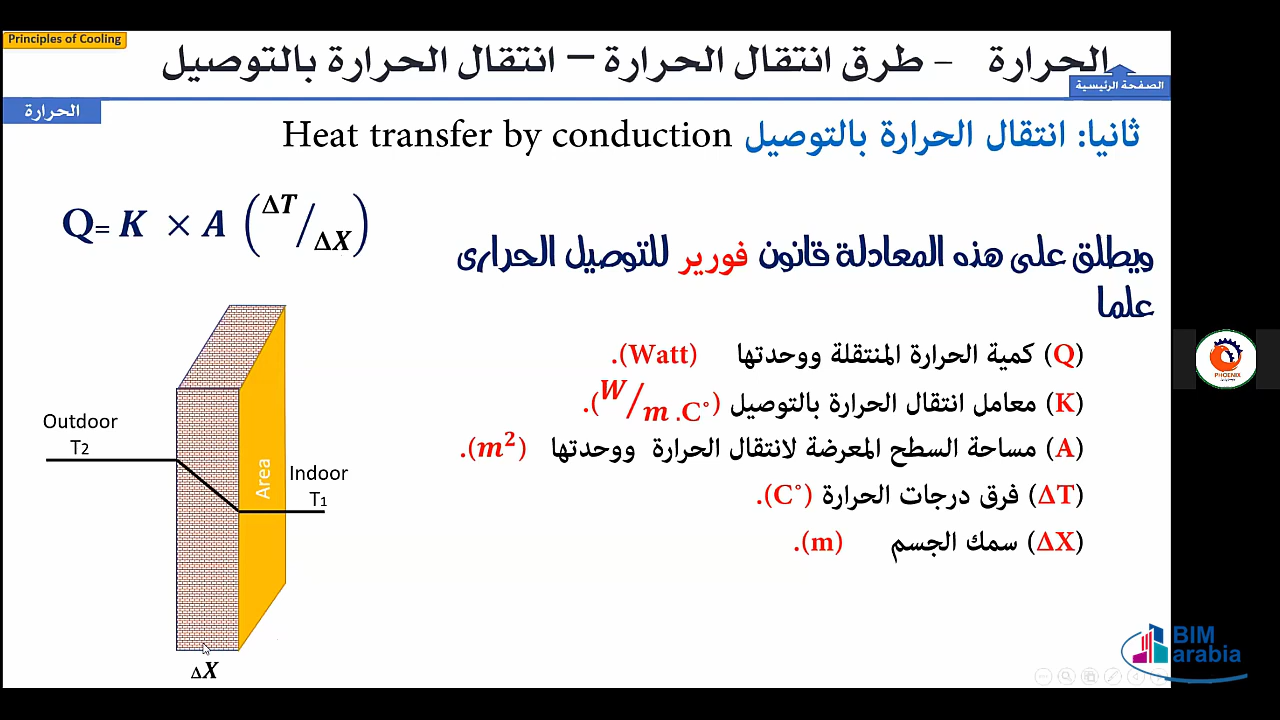 Principles of Cooling
الحرارة – طرق انتقال الحرارة – انتقال الحرارة بالتوصيل
الصفحة الرئيسية
الحرارة
ثانيا: انتقال الحرارة بالتوصيل Heat transfer by conduction
Q= K × A (ΔT/ΔX)
ويطلق على هذه المعادلة قانون فورير للتوصيل الحرارى
علما
(Q) كمية الحرارة المنتقلة ووحدتها (Watt).
(K) معامل انتقال الحرارة بالتوصيل (W/m .C°).
(A) مساحة السطح المعرضة لانتقال الحرارة ووحدتها (m²).
(ΔT) فرق درجات الحرارة (C°).
(ΔX) سمك الجسم (m).
Outdoor
T2
Area
Indoor
T1
ΔX
PHOENIX
BIM
arabia